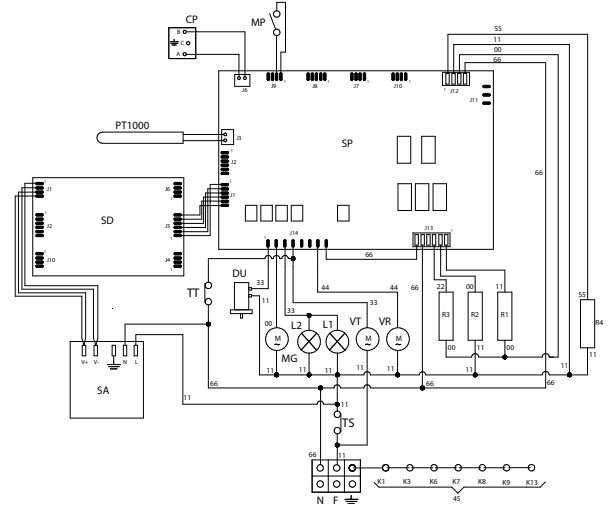 CP
MP
B
C
A
55
11
00
66
J6
J9
J8
J7
J10
J12
J11
PT1000
J3
SP
J2
J1
J1
J6
SD
J2
J3
J10
J4
66
J14
J13
66
DU
33
TT
11
33
44
44
33
66
22
00
11
55
00
L2
L1
VT
VR
R3
R2
R1
R4
M
~
M
~
M
~
MG
00
11
00
11
11
11
11
11
11
11
11
V+
V-
N
L
SA
66
11
11
66
66
TS
66
11
N
F
K1
K3
K6
K7
K8
K9
K13
45